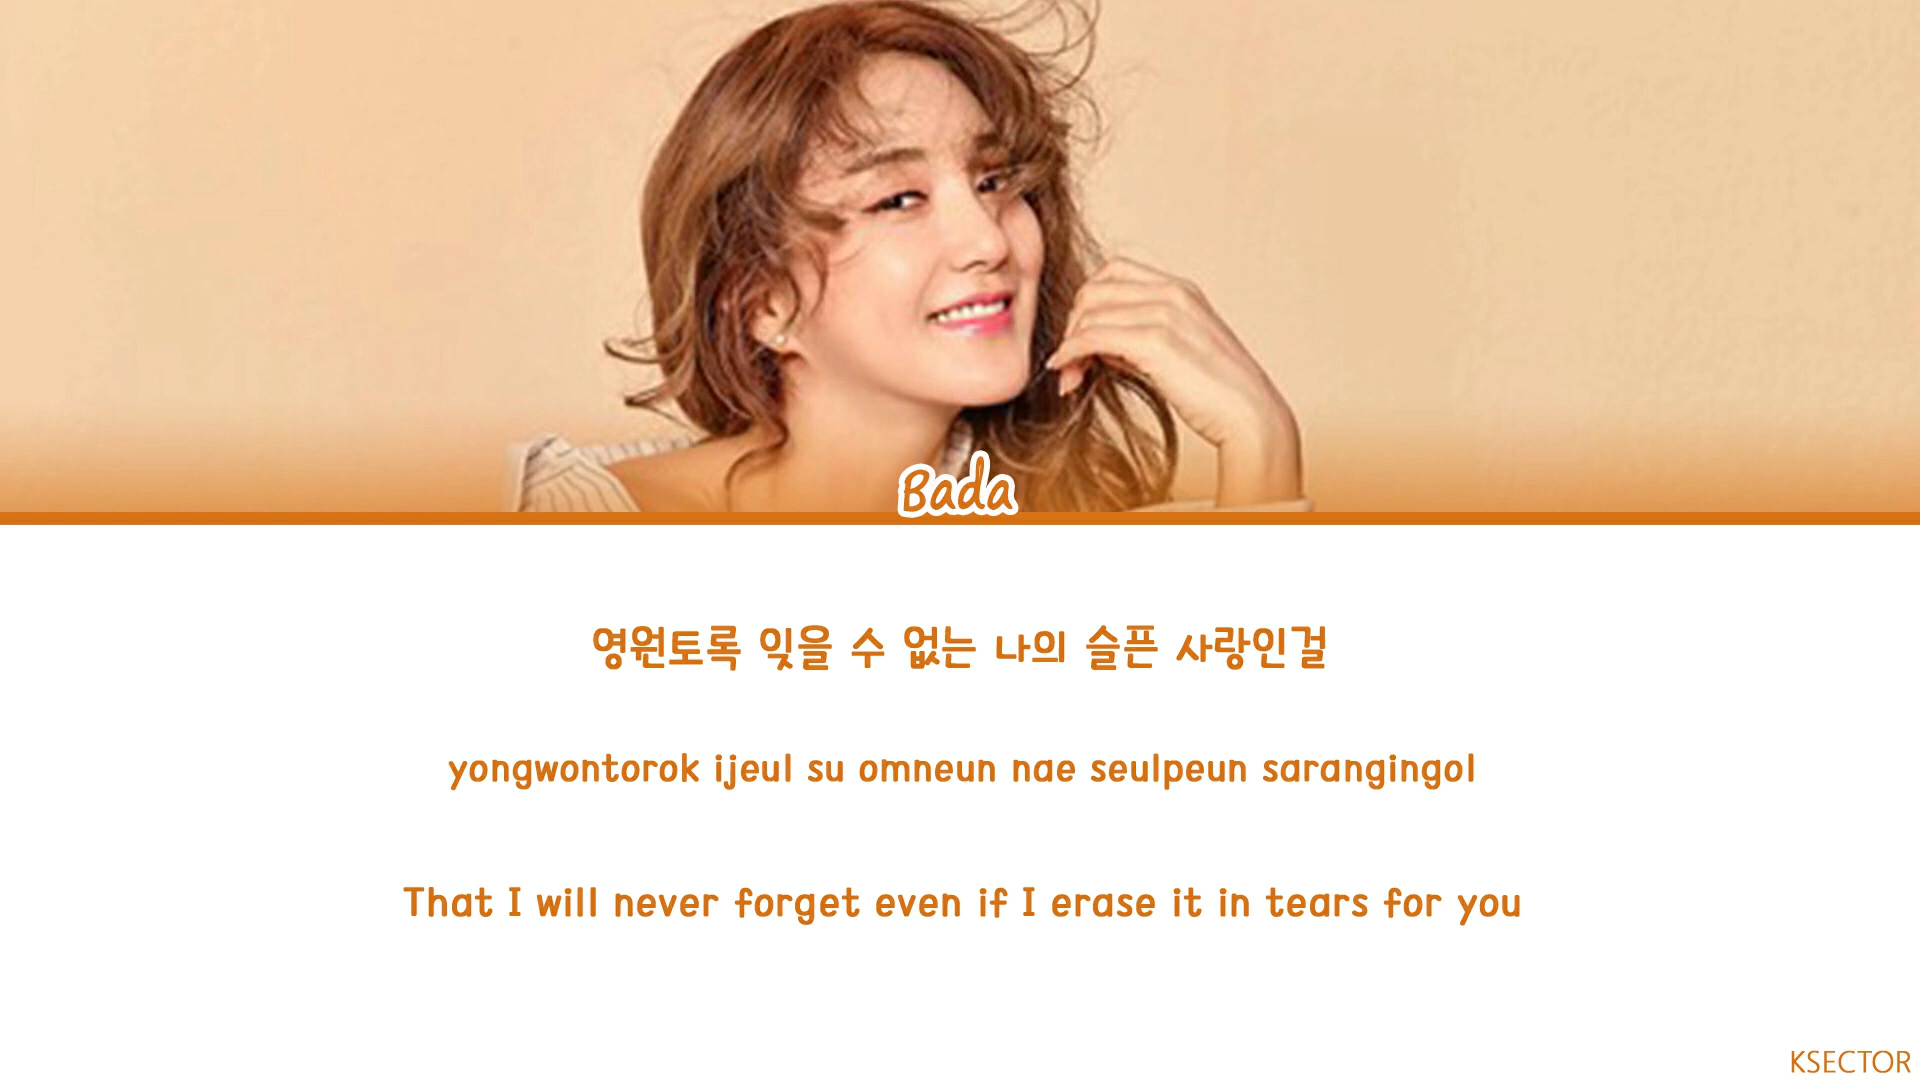 Bada
영원토록 잊을 수 없는 나의 슬픈 사랑인걸
yongwontorok ijeul su omneun nae seulpeun sarangingol
That I will never forget even if I erase it in tears for you
KSECTOR